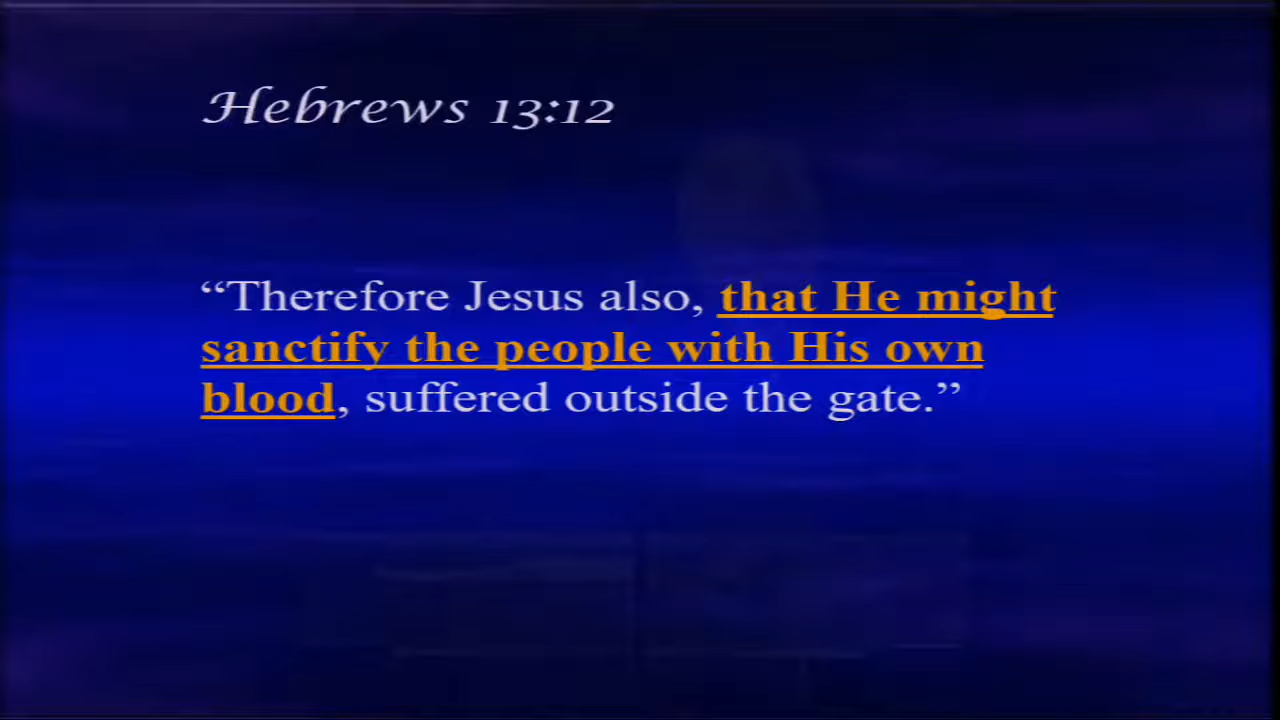 Hebrews 13:12
“Therefore Jesus also, that He might
sanctify the people with His own
blood, suffered outside the gate.”